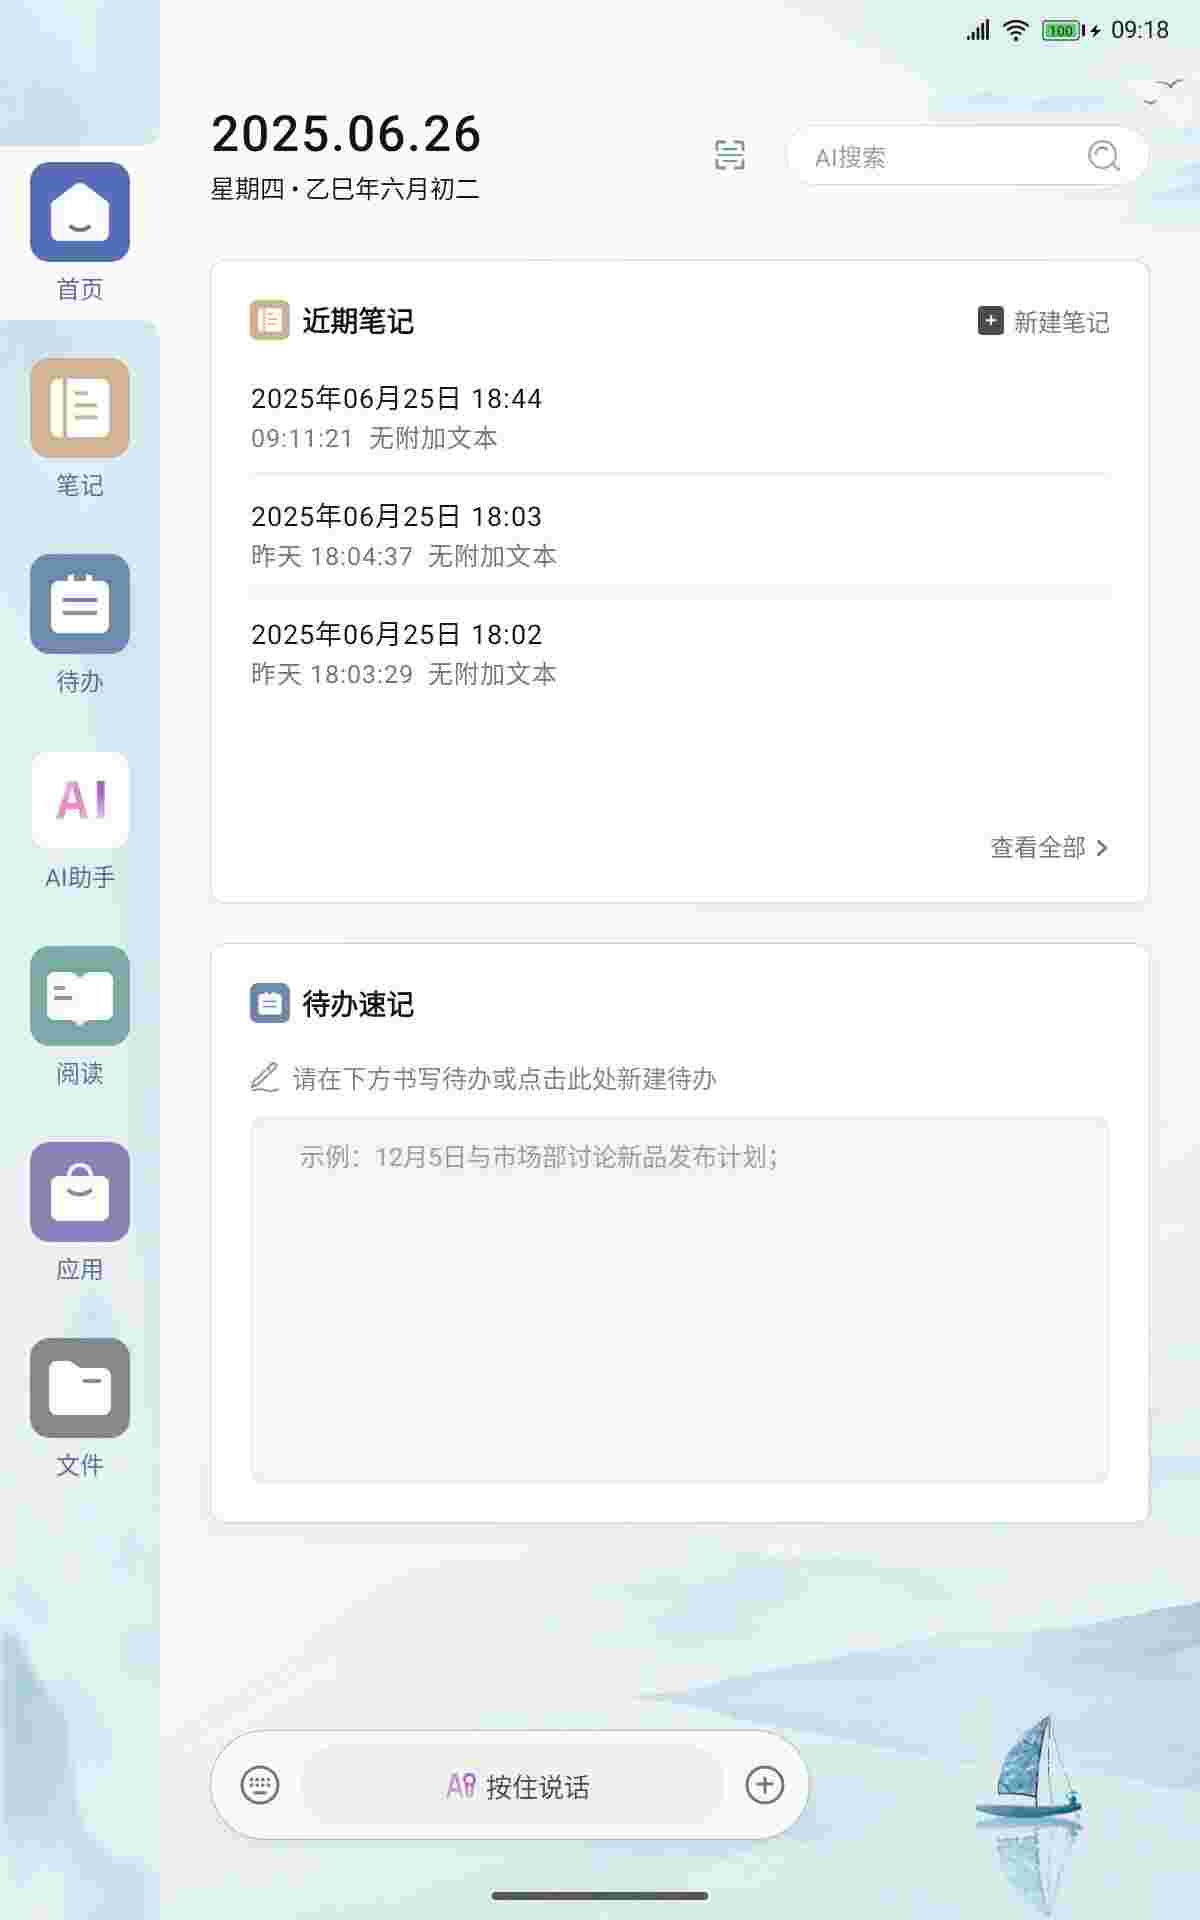 100 09:18
2025.06.26
星期四·乙巳年六月初二
AI搜索
首页
笔记
待办
AI
AI助手
阅读
应用
文件
近期笔记
新建笔记
2025年06月25日 18:44
09:11:21 无附加文本
2025年06月25日 18:03
昨天 18:04:37 无附加文本
2025年06月25日 18:02
昨天 18:03:29 无附加文本
查看全部
待办速记
请在下方书写待办或点击此处新建待办
示例：12月5日与市场部讨论新品发布计划；
AI 按住说话